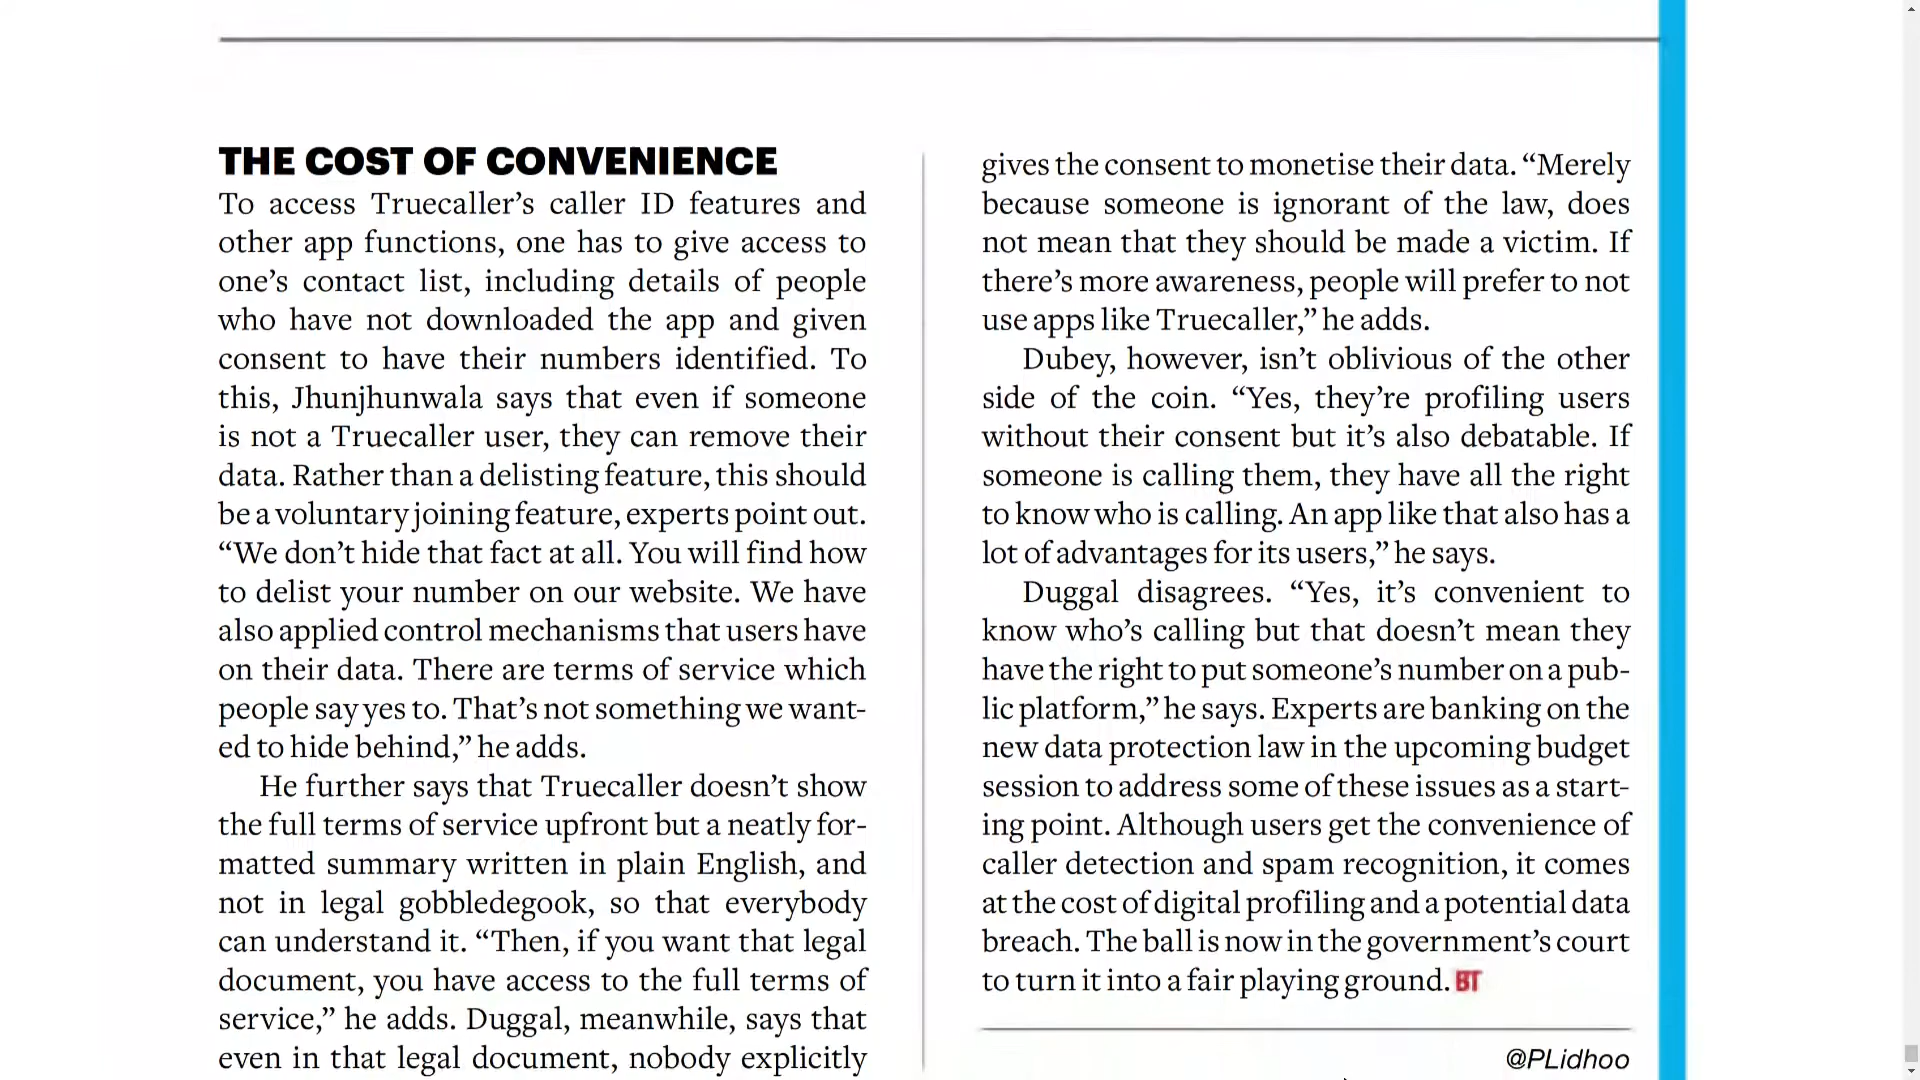 THE COST OF CONVENIENCE
To access Truecaller’s caller ID features and
other app functions, one has to give access to
one’s contact list, including details of people
who have not downloaded the app and given
consent to have their numbers identified. To
this, Jhunjhunwala says that even if someone
is not a Truecaller user, they can remove their
data. Rather than a delisting feature, this should
be a voluntary joining feature, experts point out.
“We don’t hide that fact at all. You will find how
to delist your number on our website. We have
also applied control mechanisms that users have
on their data. There are terms of service which
people say yes to. That’s not something we want-
ed to hide behind,” he adds.
He further says that Truecaller doesn’t show
the full terms of service upfront but a neatly for-
matted summary written in plain English, and
not in legal gobbledegook, so that everybody
can understand it. “Then, if you want that legal
document, you have access to the full terms of
service,” he adds. Duggal, meanwhile, says that
even in that legal document, nobody explicitly
gives the consent to monetise their data. “Merely
because someone is ignorant of the law, does
not mean that they should be made a victim. If
there’s more awareness, people will prefer to not
use apps like Truecaller,” he adds.
Dubey, however, isn’t oblivious of the other
side of the coin. “Yes, they’re profiling users
without their consent but it’s also debatable. If
someone is calling them, they have all the right
to know who is calling. An app like that also has a
lot of advantages for its users,” he says.
Duggal disagrees. “Yes, it’s convenient to
know who’s calling but that doesn’t mean they
have the right to put someone’s number on a pub-
lic platform,” he says. Experts are banking on the
new data protection law in the upcoming budget
session to address some of these issues as a start-
ing point. Although users get the convenience of
caller detection and spam recognition, it comes
at the cost of digital profiling and a potential data
breach. The ball is now in the government’s court
to turn it into a fair playing ground. BT
@PLidhoo